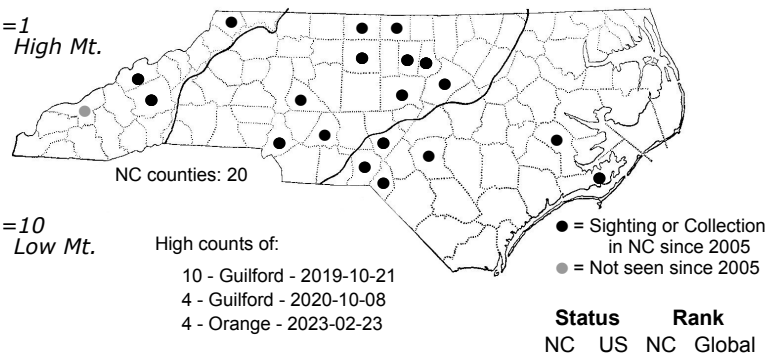 =1
High Mt.
NC counties: 20
=10
Low Mt.
High counts of:
10 - Guilford - 2019-10-21
4 - Guilford - 2020-10-08
4 - Orange - 2023-02-23
= Sighting or Collection
in NC since 2005
= Not seen since 2005
Status Rank
NC US NC Global